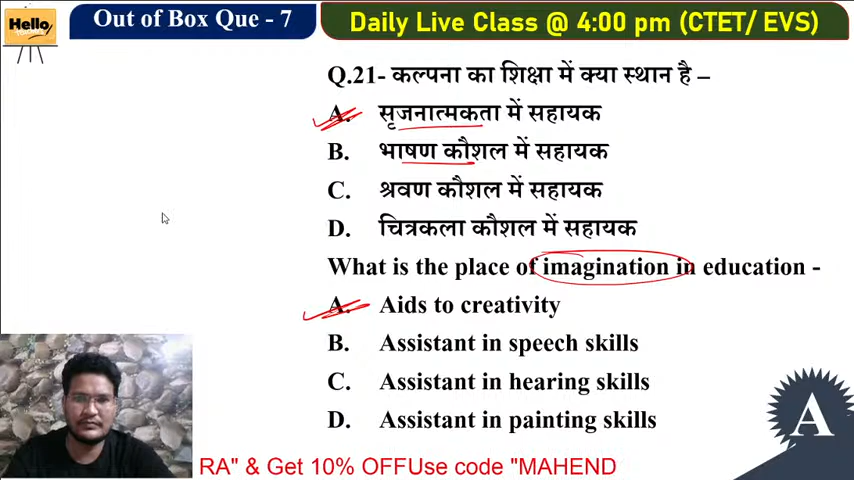 Hello
Out of Box Que - 7
Daily Live Class @ 4:00 pm (CTET/ EVS)
Q.21- कल्पना का शिक्षा में क्या स्थान है –
A. सृजनात्मकता में सहायक
B. भाषण कौशल में सहायक
C. श्रवण कौशल में सहायक
D. चित्रकला कौशल में सहायक
What is the place of imagination in education -
A. Aids to creativity
B. Assistant in speech skills
C. Assistant in hearing skills
D. Assistant in painting skills
A
RA" & Get 10% OFFUse code "MAHEND